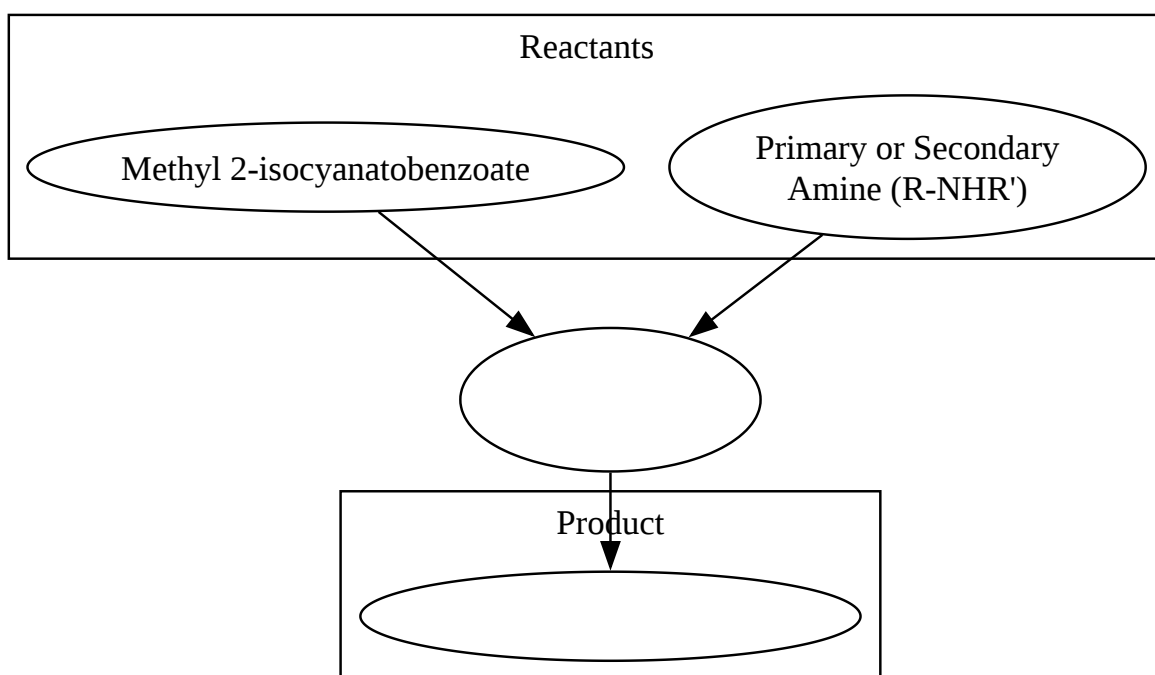 Reactants
Methyl 2-isocyanatobenzoate
Primary or Secondary
Amine (R-NHR')
Product